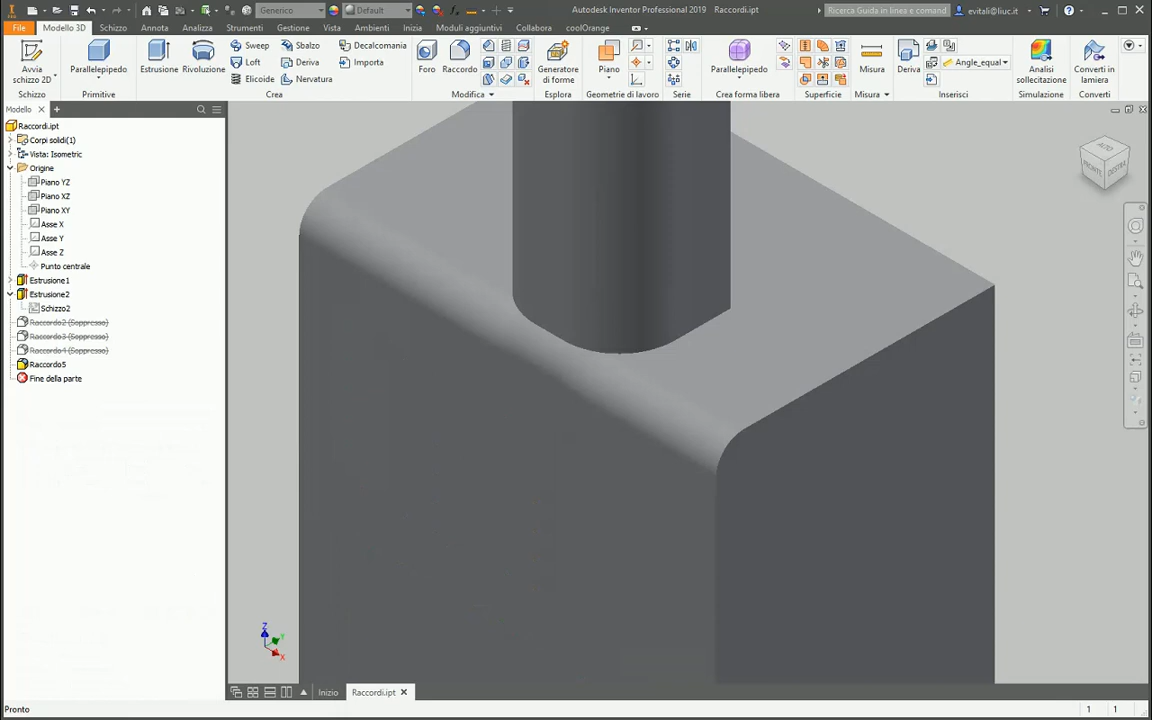 Generico
Default
Autodesk Inventor Professional 2019 Raccordi.ipt
Ricerca Guida in linea e comand
evitali@liuc.it
File Modello 3D Schizzo Annota Analizza Strumenti Gestione Vista Ambienti Inizia Moduli aggiuntivi Collabora coolOrange
Avvia schizzo 2D
Parallelepipedo
Estrusione
Rivoluzione
Sweep
Loft
Elicoide
Sbalzo
Deriva
Nervatura
Decalcomania
Importa
Foro
Raccordo
Generatore di forme
Piano
Parallelepipedo
Misura
Deriva
Angle_equal
Analisi sollecitazione
Converti in lamiera
Schizzo Primitive Crea Modifica Esplora Geometrie di lavoro Serie Crea forma libera Superficie Misura Inserisci Simulazione Converti
Modello
Raccordi.ipt
Corpi solidi(1)
Vista: Isometric
Origine
Piano YZ
Piano XZ
Piano XY
Asse X
Asse Y
Asse Z
Punto centrale
Estrusione1
Estrusione2
Schizzo2
Raccordo2 (Soppresso)
Raccordo3 (Soppresso)
Raccordo4 (Soppresso)
Raccordo5
Fine della parte
ALTO
FRONTE
DESTRA
Z
Y
X
Inizio Raccordi.ipt
Pronto
1 1